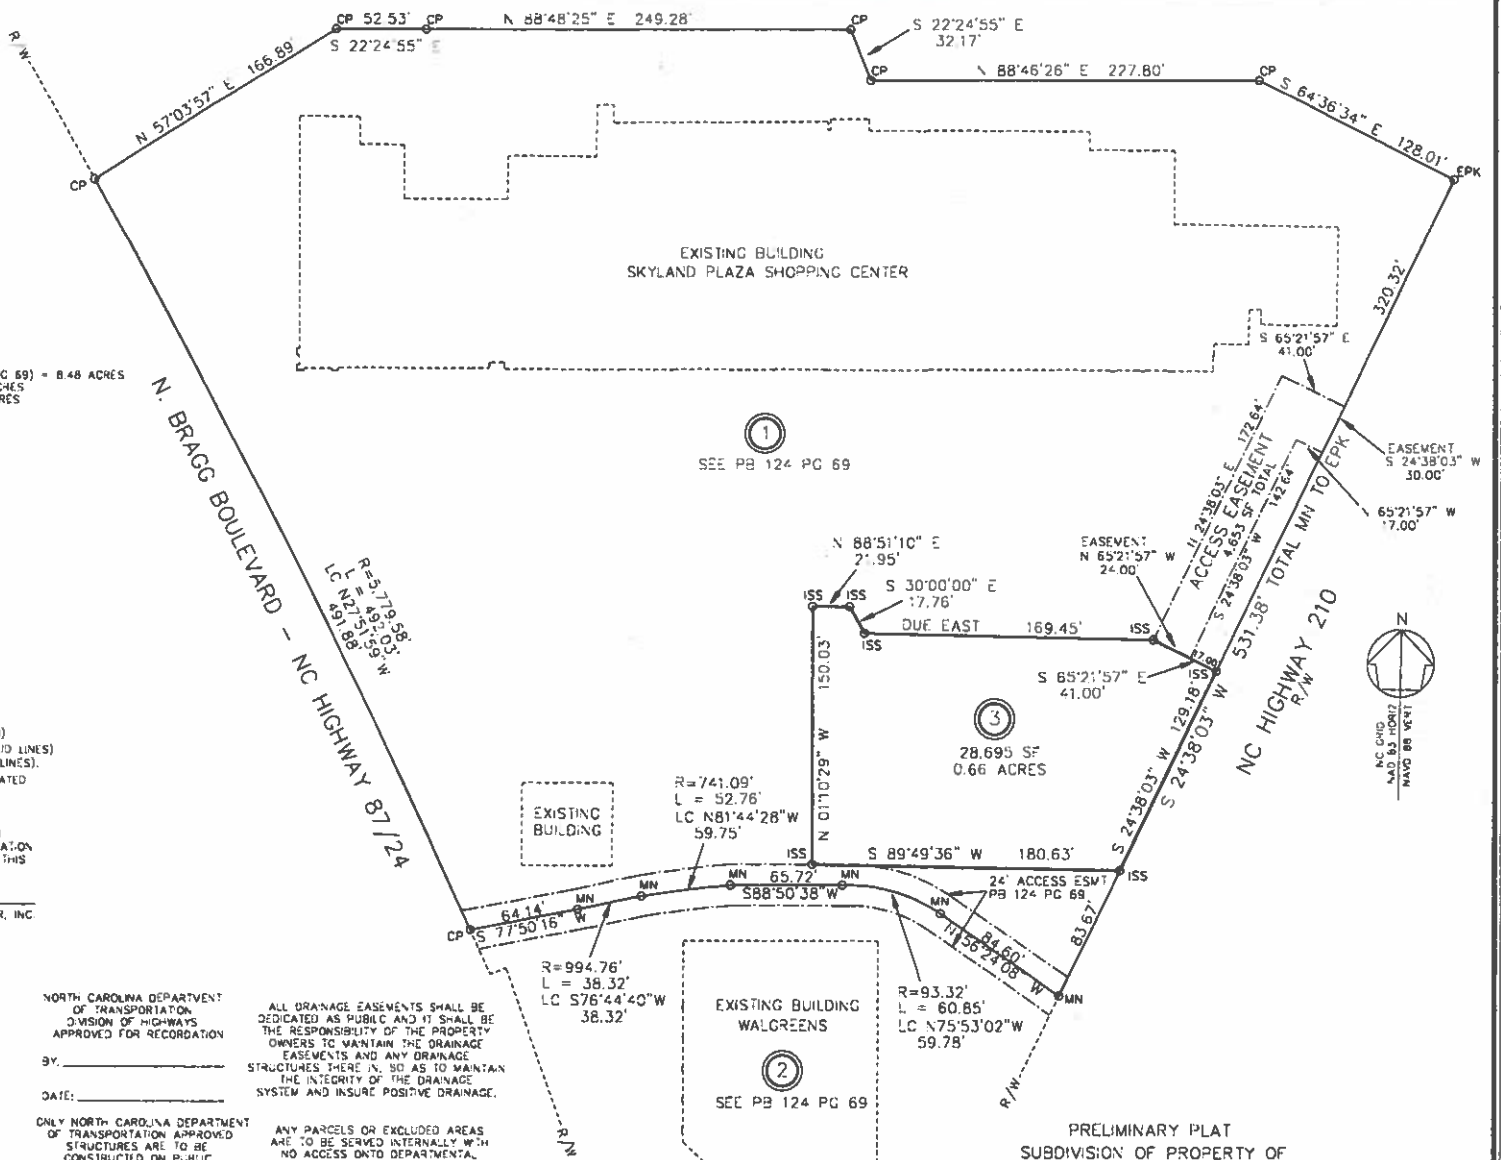 R/W
CP 52.53' CP
S 22°24'55" E
N 88°48'25" E 249.28'
CP
S 22°24'55" E
32.17'
CP
N 88°46'26" E 227.80'
CP
S 64°36'34" E 128.01'
EPK
N 57°03'57" E 166.89'
CP
EXISTING BUILDING
SKYLAND PLAZA SHOPPING CENTER
320.32'
S 65°21'57" E
41.00'
69) = 8.48 ACRES
N. BRAGG BOULEVARD – NC HIGHWAY 87/24
R=5,779.58'
L = 492.03'
LC N27°51'59"W
491.88'
1
SEE PB 124 PG 69
N 24°38'03" E 172.64'
ACCESS EASEMENT
4,653 SF TOTAL
S 24°38'03" W 142.64'
EASEMENT
S 24°38'03" W
30.00'
65°21'57" W
17.00'
531.38' TOTAL MN TO EPK
S 24°38'03" W
NC HIGHWAY 210
R/W
N 88°51'10" E
21.95'
ISS
ISS
S 30°00'00" E
17.76'
ISS
DUE EAST 169.45'
ISS
EASEMENT
N 65°21'57" W
24.00'
S 65°21'57" E
41.00'
ISS
N 01°10'29" W 150.03'
3
28,695 SF
0.66 ACRES
S 24°38'03" W 129.18'
N
NC GRID
NAD 83 HORIZ
NAVD 88 VERT
LINES)
LINES).
EXISTING
BUILDING
R=741.09'
L = 52.76'
LC N81°44'28"W
59.75'
ISS
S 89°49'36" W 180.63'
ISS
MN
MN
65.72'
S88°50'38"W
MN
24' ACCESS ESMT
PB 124 PG 69
MN
84.60'
N 56°24'08" W
83.67'
MN
CP
64.14'
S 77°50'16" W
R=994.76'
L = 38.32'
LC S76°44'40"W
38.32'
R=93.32'
L = 60.85'
LC N75°53'02"W
59.78'
EXISTING BUILDING
WALGREENS
2
SEE PB 124 PG 69
R/W
R/W
THIS
R, INC
NORTH CAROLINA DEPARTMENT
OF TRANSPORTATION
DIVISION OF HIGHWAYS
APPROVED FOR RECORDATION
BY:
DATE:
ONLY NORTH CAROLINA DEPARTMENT
OF TRANSPORTATION APPROVED
STRUCTURES ARE TO BE
CONSTRUCTED ON PUBLIC
ALL DRAINAGE EASEMENTS SHALL BE
DEDICATED AS PUBLIC AND IT SHALL BE
THE RESPONSIBILITY OF THE PROPERTY
OWNERS TO MAINTAIN THE DRAINAGE
EASEMENTS AND ANY DRAINAGE
STRUCTURES THERE IN, SO AS TO MAINTAIN
THE INTEGRITY OF THE DRAINAGE
SYSTEM AND INSURE POSITIVE DRAINAGE.
ANY PARCELS OR EXCLUDED AREAS
ARE TO BE SERVED INTERNALLY WITH
NO ACCESS ONTO DEPARTMENTAL
PRELIMINARY PLAT
SUBDIVISION OF PROPERTY OF